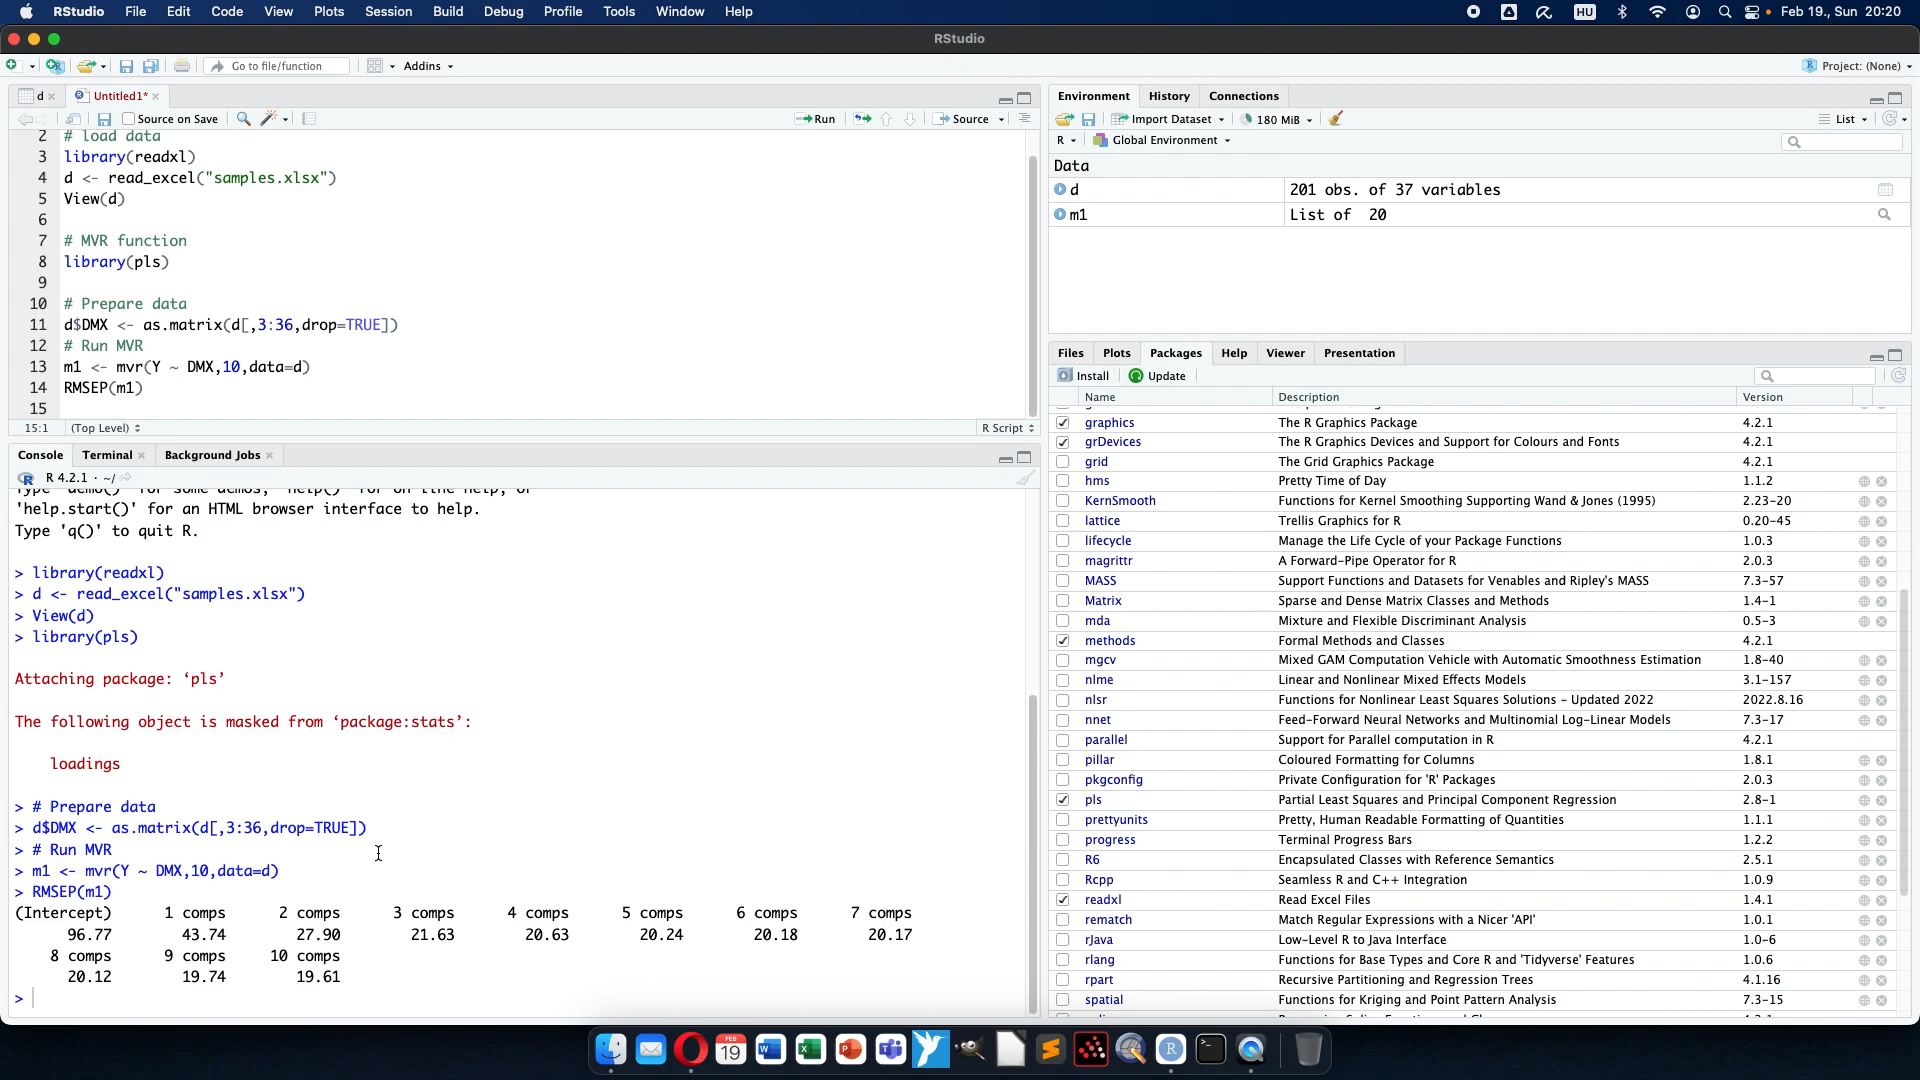 RStudio File Edit Code View Plots Session Build Debug Profile Tools Window Help HU Feb 19., Sun 20:20
RStudio
Go to file/function Addins Project: (None)
d Untitled1*
Source on Save Run Source
2 # load data
3 library(readxl)
4 d <- read_excel("samples.xlsx")
5 View(d)
6
7 # MVR function
8 library(pls)
9
10 # Prepare data
11 d$DMX <- as.matrix(d[,3:36,drop=TRUE])
12 # Run MVR
13 m1 <- mvr(Y ~ DMX,10,data=d)
14 RMSEP(m1)
15
15:1 (Top Level) R Script
Console Terminal Background Jobs
R 4.2.1 · ~/
Type 'demo()' for some demos, 'help()' for on-line help, or
'help.start()' for an HTML browser interface to help.
Type 'q()' to quit R.
> library(readxl)
> d <- read_excel("samples.xlsx")
> View(d)
> library(pls)
Attaching package: ‘pls’
The following object is masked from ‘package:stats’:
loadings
> # Prepare data
> d$DMX <- as.matrix(d[,3:36,drop=TRUE])
> # Run MVR
> m1 <- mvr(Y ~ DMX,10,data=d)
> RMSEP(m1)
(Intercept) 1 comps 2 comps 3 comps 4 comps 5 comps 6 comps 7 comps
96.77 43.74 27.90 21.63 20.63 20.24 20.18 20.17
8 comps 9 comps 10 comps
20.12 19.74 19.61
>
Environment History Connections
Import Dataset 180 MiB List
R Global Environment
Data
d 201 obs. of 37 variables
m1 List of 20
Files Plots Packages Help Viewer Presentation
Install Update
Name Description Version
graphics The R Graphics Package 4.2.1
grDevices The R Graphics Devices and Support for Colours and Fonts 4.2.1
grid The Grid Graphics Package 4.2.1
hms Pretty Time of Day 1.1.2
KernSmooth Functions for Kernel Smoothing Supporting Wand & Jones (1995) 2.23-20
lattice Trellis Graphics for R 0.20-45
lifecycle Manage the Life Cycle of your Package Functions 1.0.3
magrittr A Forward-Pipe Operator for R 2.0.3
MASS Support Functions and Datasets for Venables and Ripley's MASS 7.3-57
Matrix Sparse and Dense Matrix Classes and Methods 1.4-1
mda Mixture and Flexible Discriminant Analysis 0.5-3
methods Formal Methods and Classes 4.2.1
mgcv Mixed GAM Computation Vehicle with Automatic Smoothness Estimation 1.8-40
nlme Linear and Nonlinear Mixed Effects Models 3.1-157
nlsr Functions for Nonlinear Least Squares Solutions - Updated 2022 2022.8.16
nnet Feed-Forward Neural Networks and Multinomial Log-Linear Models 7.3-17
parallel Support for Parallel computation in R 4.2.1
pillar Coloured Formatting for Columns 1.8.1
pkgconfig Private Configuration for 'R' Packages 2.0.3
pls Partial Least Squares and Principal Component Regression 2.8-1
prettyunits Pretty, Human Readable Formatting of Quantities 1.1.1
progress Terminal Progress Bars 1.2.2
R6 Encapsulated Classes with Reference Semantics 2.5.1
Rcpp Seamless R and C++ Integration 1.0.9
readxl Read Excel Files 1.4.1
rematch Match Regular Expressions with a Nicer 'API' 1.0.1
rJava Low-Level R to Java Interface 1.0-6
rlang Functions for Base Types and Core R and 'Tidyverse' Features 1.0.6
rpart Recursive Partitioning and Regression Trees 4.1.16
spatial Functions for Kriging and Point Pattern Analysis 7.3-15
FEB
19